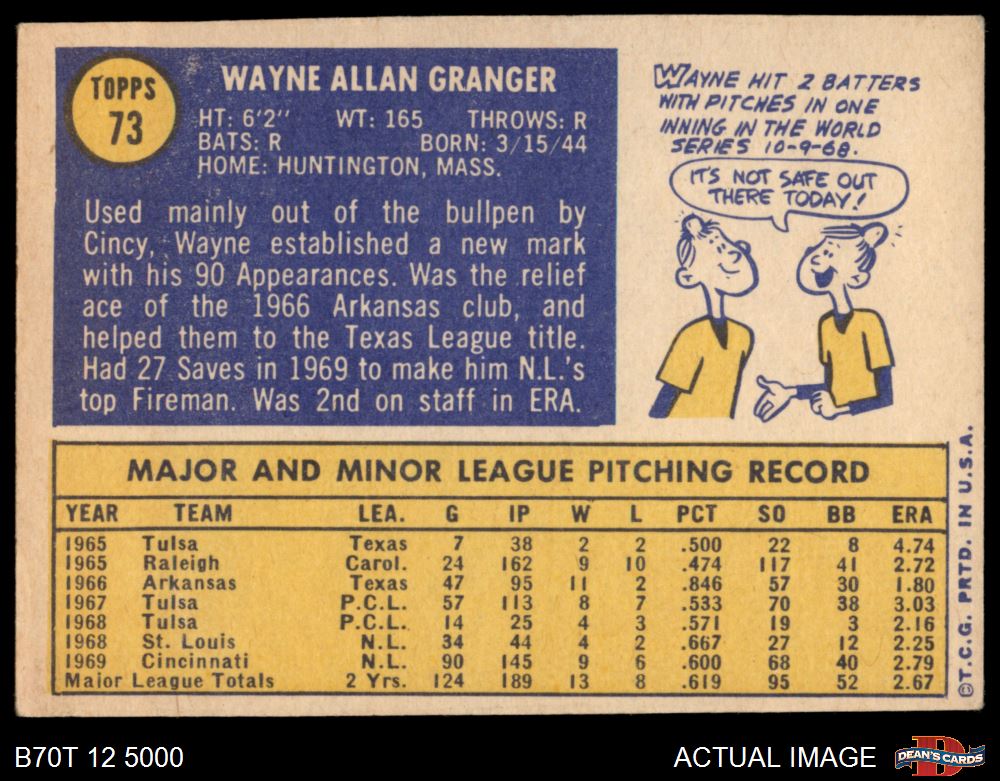 TOPPS
73
WAYNE ALLAN GRANGER
HT: 6'2'' WT: 165 THROWS: R
BATS: R BORN: 3/15/44
HOME: HUNTINGTON, MASS.
Used mainly out of the bullpen by
Cincy, Wayne established a new mark
with his 90 Appearances. Was the relief
ace of the 1966 Arkansas club, and
helped them to the Texas League title.
Had 27 Saves in 1969 to make him N.L.'s
top Fireman. Was 2nd on staff in ERA.
WAYNE HIT 2 BATTERS
WITH PITCHES IN ONE
INNING IN THE WORLD
SERIES 10-9-68.
IT'S NOT SAFE OUT
THERE TODAY!
MAJOR AND MINOR LEAGUE PITCHING RECORD
YEAR TEAM LEA. G IP W L PCT SO BB ERA
1965 Tulsa Texas 7 38 2 2 .500 22 8 4.74
1965 Raleigh Carol. 24 162 9 10 .474 117 41 2.72
1966 Arkansas Texas 47 95 11 2 .846 57 30 1.80
1967 Tulsa P.C.L. 57 113 8 7 .533 70 38 3.03
1968 Tulsa P.C.L. 14 25 4 3 .571 19 3 2.16
1968 St. Louis N.L. 34 44 4 2 .667 27 12 2.25
1969 Cincinnati N.L. 90 145 9 6 .600 68 40 2.79
Major League Totals 2 Yrs. 124 189 13 8 .619 95 52 2.67
©T.C.G. PRTD. IN U.S.A.
B70T 12 5000
ACTUAL IMAGE
D
DEAN'S CARDS